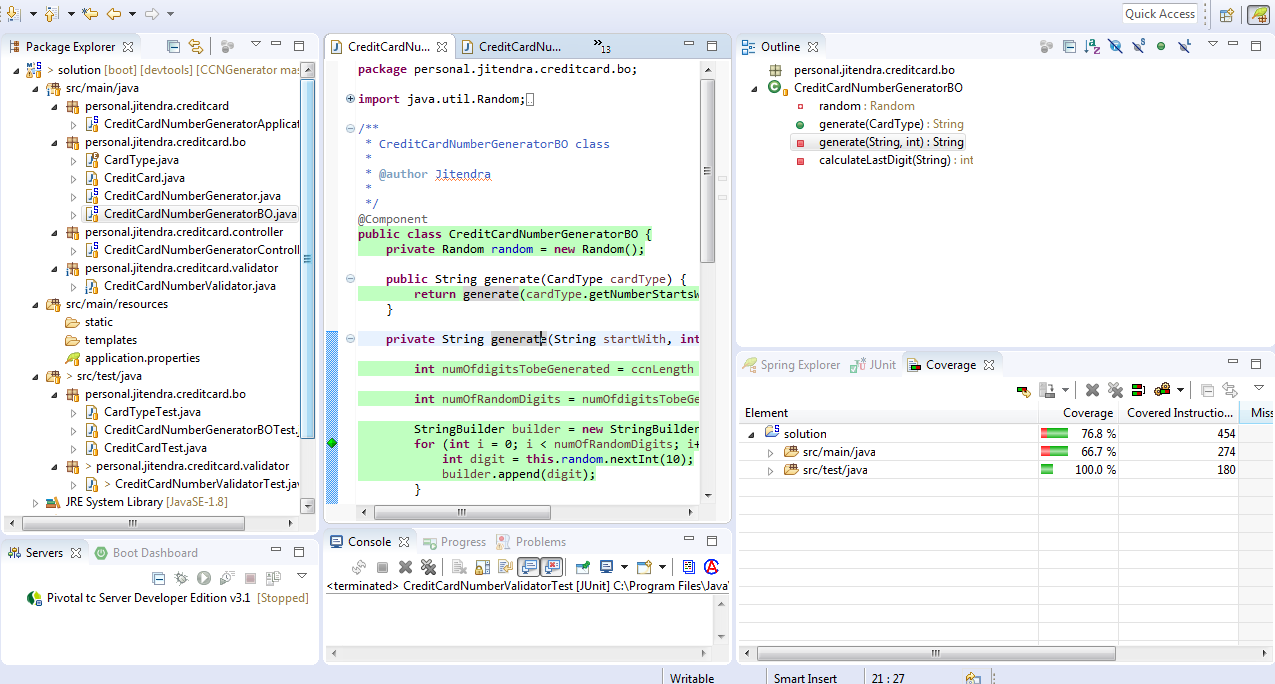 Quick Access
Package Explorer
> solution [boot] [devtools] [CCNGenerator mas
src/main/java
personal.jitendra.creditcard
CreditCardNumberGeneratorApplicat
personal.jitendra.creditcard.bo
CardType.java
CreditCard.java
CreditCardNumberGenerator.java
CreditCardNumberGeneratorBO.java
personal.jitendra.creditcard.controller
CreditCardNumberGeneratorControll
personal.jitendra.creditcard.validator
CreditCardNumberValidator.java
src/main/resources
static
templates
application.properties
> src/test/java
personal.jitendra.creditcard.bo
CardTypeTest.java
CreditCardNumberGeneratorBOTest.
CreditCardTest.java
> personal.jitendra.creditcard.validator
> CreditCardNumberValidatorTest.jav
JRE System Library [JavaSE-1.8]
Servers
Boot Dashboard
Pivotal tc Server Developer Edition v3.1 [Stopped]
CreditCardNu...
CreditCardNu...
»13
package personal.jitendra.creditcard.bo;
import java.util.Random;
/**
* CreditCardNumberGeneratorBO class
*
* @author Jitendra
*
*/
@Component
public class CreditCardNumberGeneratorBO {
private Random random = new Random();
public String generate(CardType cardType) {
return generate(cardType.getNumberStartsW
}
private String generate(String startWith, int
int numOfdigitsTobeGenerated = ccnLength
int numOfRandomDigits = numOfdigitsTobeGe
StringBuilder builder = new StringBuilder
for (int i = 0; i < numOfRandomDigits; i+
int digit = this.random.nextInt(10);
builder.append(digit);
}
Console
Progress
Problems
<terminated> CreditCardNumberValidatorTest [JUnit] C:\Program Files\Java\
Outline
personal.jitendra.creditcard.bo
CreditCardNumberGeneratorBO
random : Random
generate(CardType) : String
generate(String, int) : String
calculateLastDigit(String) : int
Spring Explorer
JUnit
Coverage
Element Coverage Covered Instructio... Miss
solution 76.8 % 454
src/main/java 66.7 % 274
src/test/java 100.0 % 180
Writable
Smart Insert
21 : 27